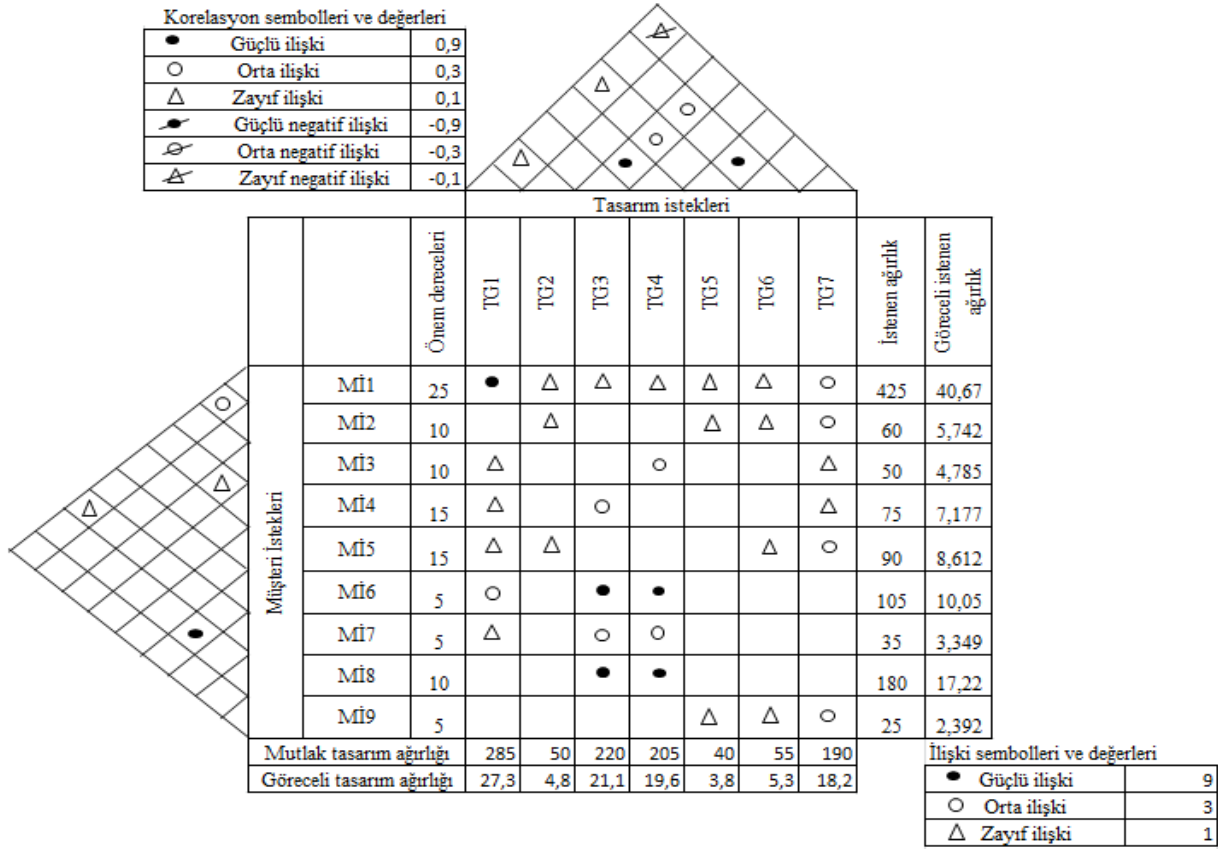 Korelasyon sembolleri ve değerleri
● Güçlü ilişki 0,9
○ Orta ilişki 0,3
△ Zayıf ilişki 0,1
Güçlü negatif ilişki -0,9
Orta negatif ilişki -0,3
Zayıf negatif ilişki -0,1
Tasarım istekleri
Önem dereceleri TG1 TG2 TG3 TG4 TG5 TG6 TG7 İstenen ağırlık Göreceli istenen ağırlık
Müşteri İstekleri
Mİ1 25 ● △ △ △ △ △ ○ 425 40,67
Mİ2 10 △ △ △ ○ 60 5,742
Mİ3 10 △ ○ △ 50 4,785
Mİ4 15 △ ○ △ 75 7,177
Mİ5 15 △ △ △ ○ 90 8,612
Mİ6 5 ○ ● ● 105 10,05
Mİ7 5 △ ○ ○ 35 3,349
Mİ8 10 ● ● 180 17,22
Mİ9 5 △ △ ○ 25 2,392
Mutlak tasarım ağırlığı 285 50 220 205 40 55 190
Göreceli tasarım ağırlığı 27,3 4,8 21,1 19,6 3,8 5,3 18,2
İlişki sembolleri ve değerleri
● Güçlü ilişki 9
○ Orta ilişki 3
△ Zayıf ilişki 1